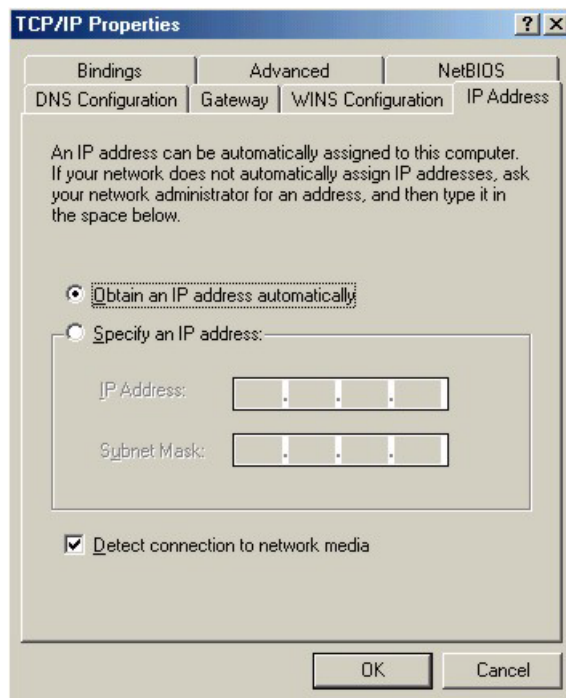 TCP/IP Properties
Bindings Advanced NetBIOS
DNS Configuration Gateway WINS Configuration IP Address
An IP address can be automatically assigned to this computer.
If your network does not automatically assign IP addresses, ask
your network administrator for an address, and then type it in
the space below.
Obtain an IP address automatically
Specify an IP address:
IP Address:
Subnet Mask:
Detect connection to network media
OK Cancel